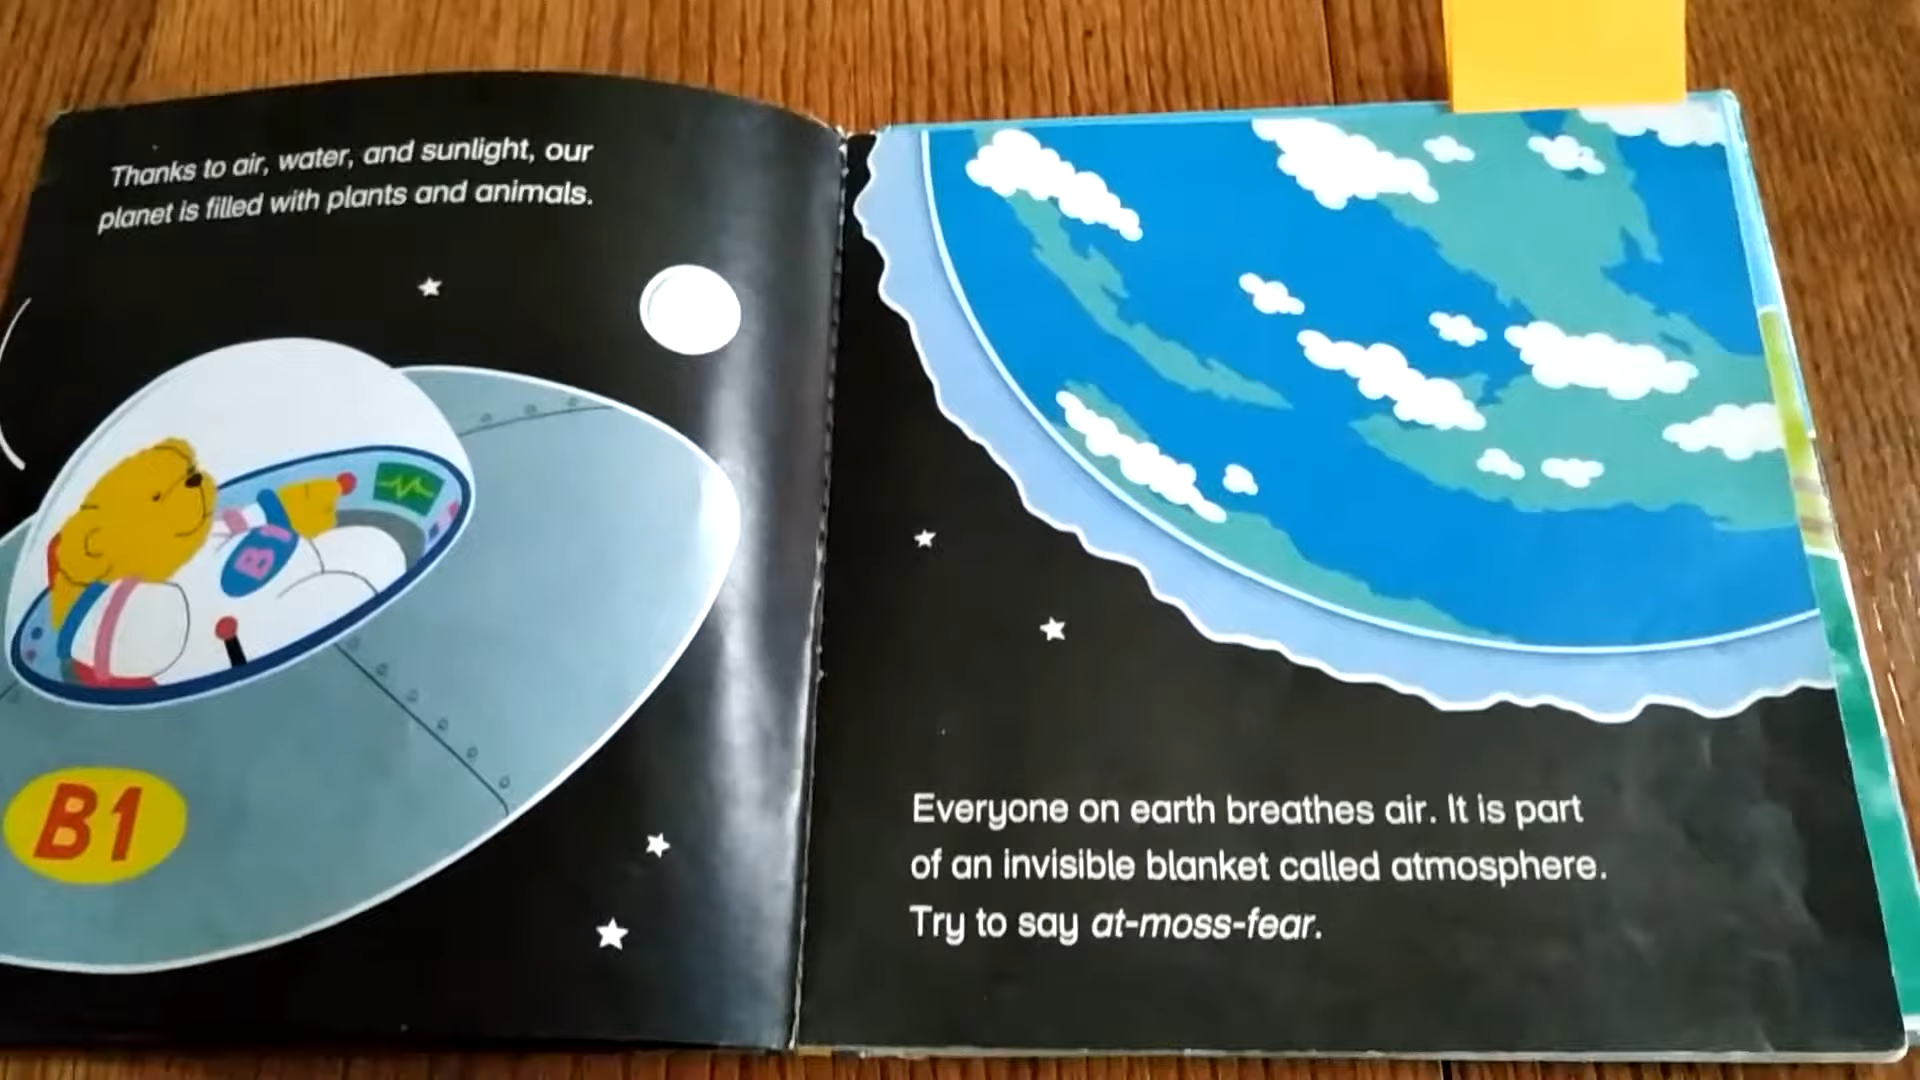 Thanks to air, water, and sunlight, our
planet is filled with plants and animals.
B1
B1
Everyone on earth breathes air. It is part
of an invisible blanket called atmosphere.
Try to say at-moss-fear.